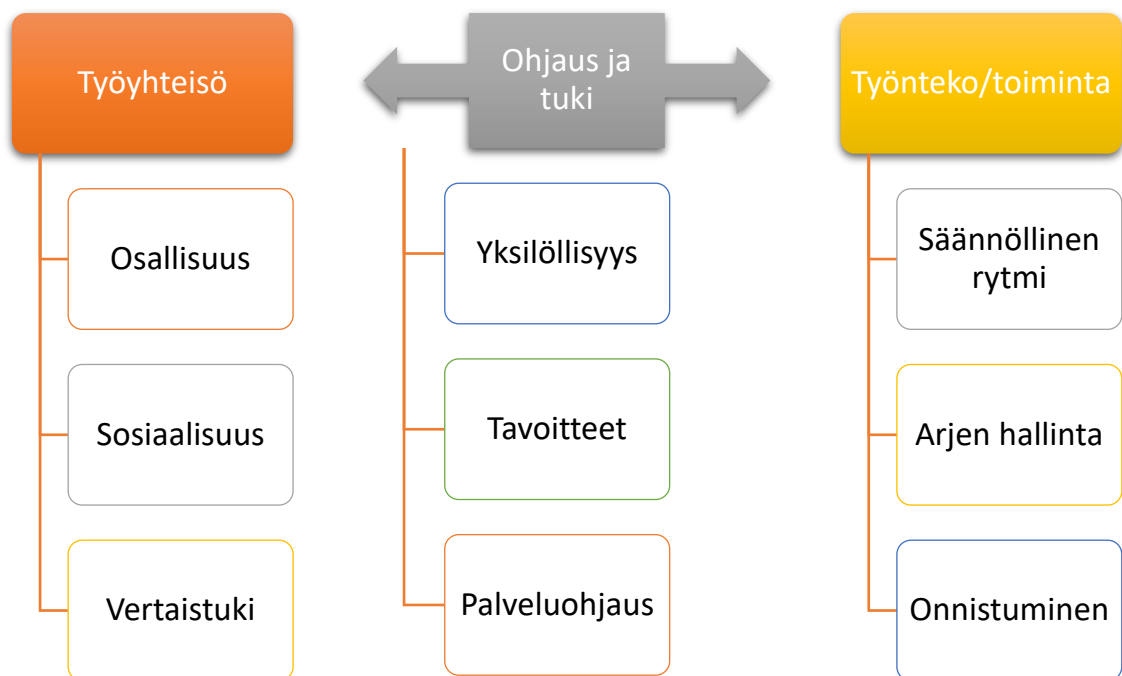 Työyhteisö
Osallisuus
Sosiaalisuus
Vertaistuki
Ohjaus ja
tuki
Yksilöllisyys
Tavoitteet
Palveluohjaus
Työnteko/toiminta
Säännöllinen
rytmi
Arjen hallinta
Onnistuminen